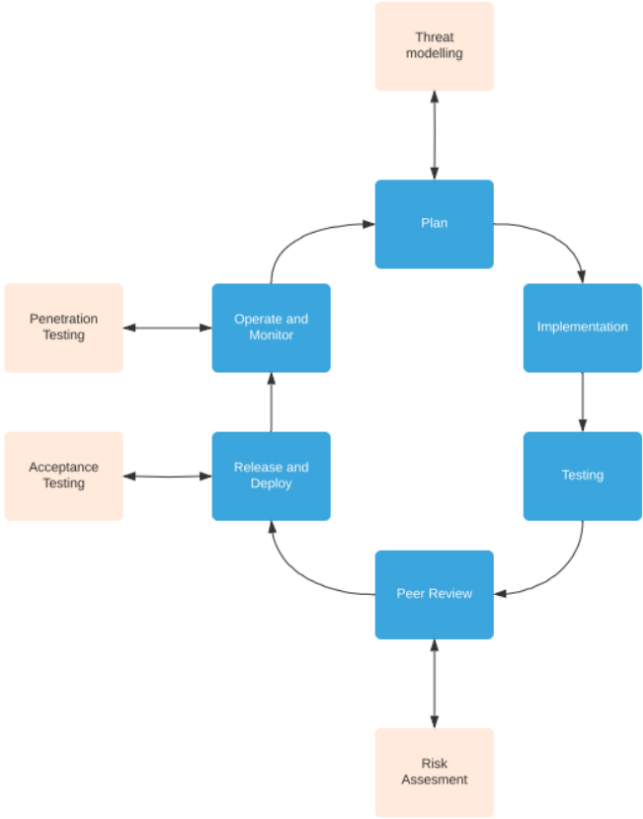 Threat
modelling
Plan
Penetration
Testing
Operate and
Monitor
Implementation
Acceptance
Testing
Release and
Deploy
Testing
Peer Review
Risk
Assesment